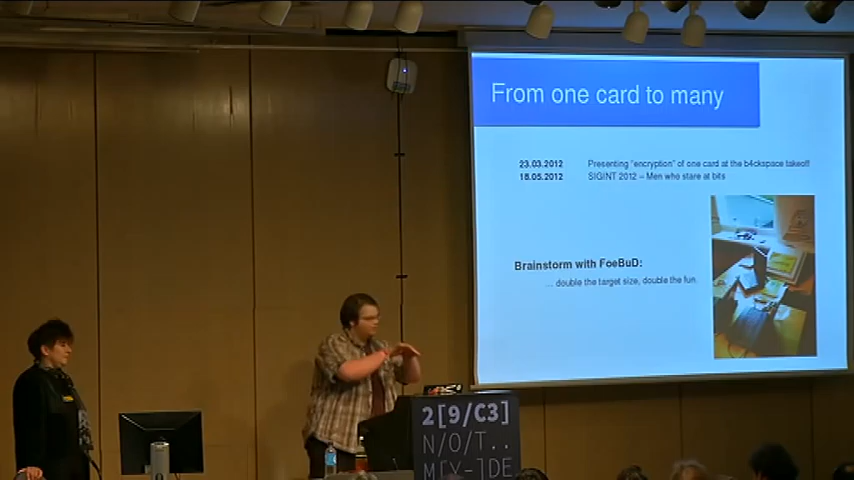 From one card to many
23.03.2012 Presenting "encryption" of one card at the b4ckspace takeoff
18.05.2012 SIGINT 2012 – Men who stare at bits
Brainstorm with FoeBuD:
... double the target size, double the fun.
2[9/C3]
N/O/T..
M[Y-]DE